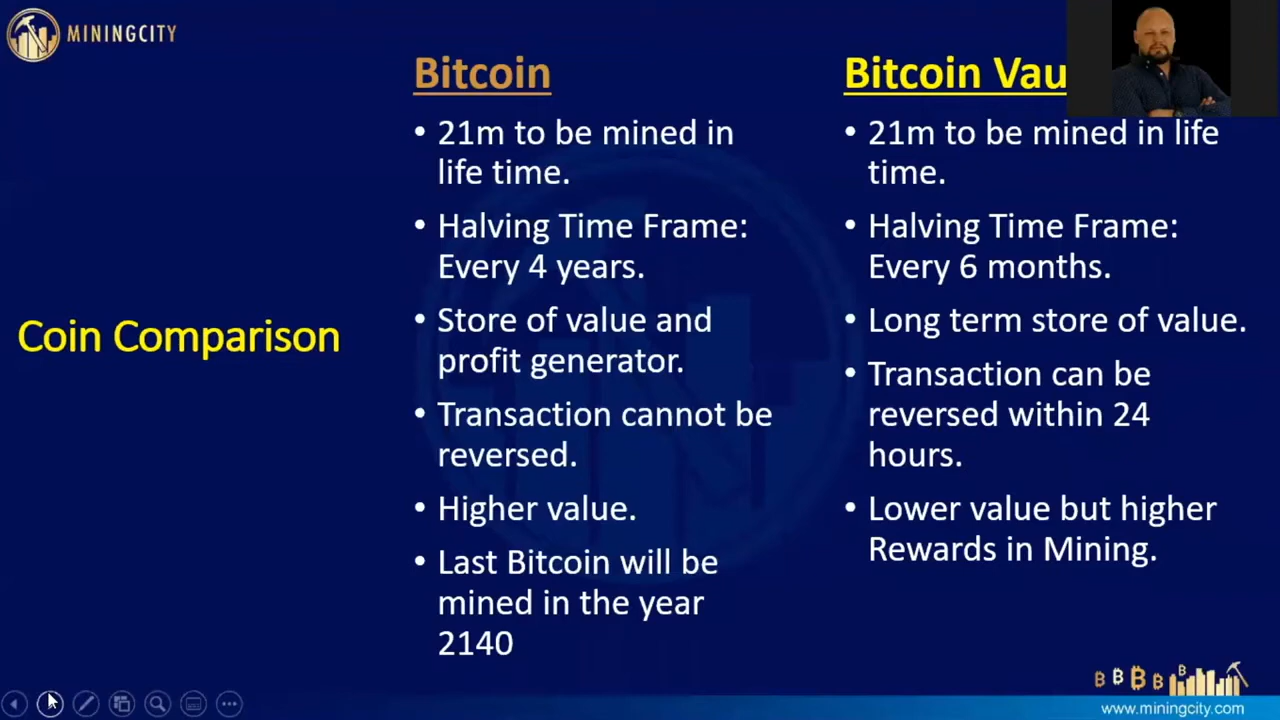 MININGCITY
Coin Comparison
Bitcoin
• 21m to be mined in
life time.
• Halving Time Frame:
Every 4 years.
• Store of value and
profit generator.
• Transaction cannot be
reversed.
• Higher value.
• Last Bitcoin will be
mined in the year
2140
Bitcoin Vau
• 21m to be mined in life
time.
• Halving Time Frame:
Every 6 months.
• Long term store of value.
• Transaction can be
reversed within 24
hours.
• Lower value but higher
Rewards in Mining.
www.miningcity.com